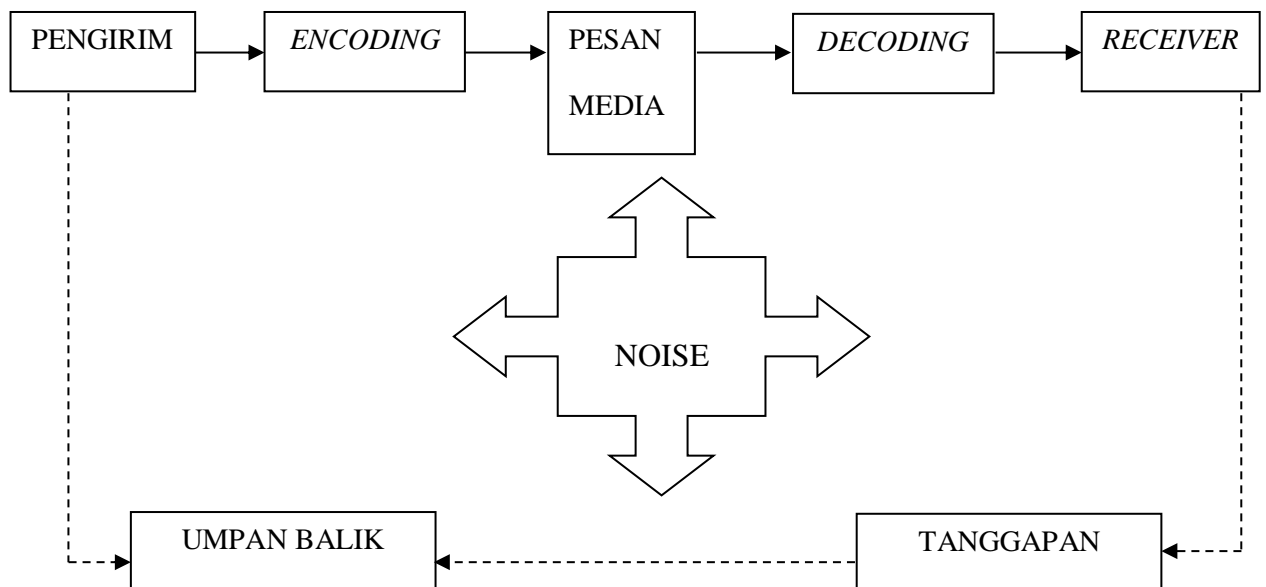 PENGIRIM
ENCODING
PESAN
MEDIA
DECODING
RECEIVER
NOISE
UMPAN BALIK
TANGGAPAN